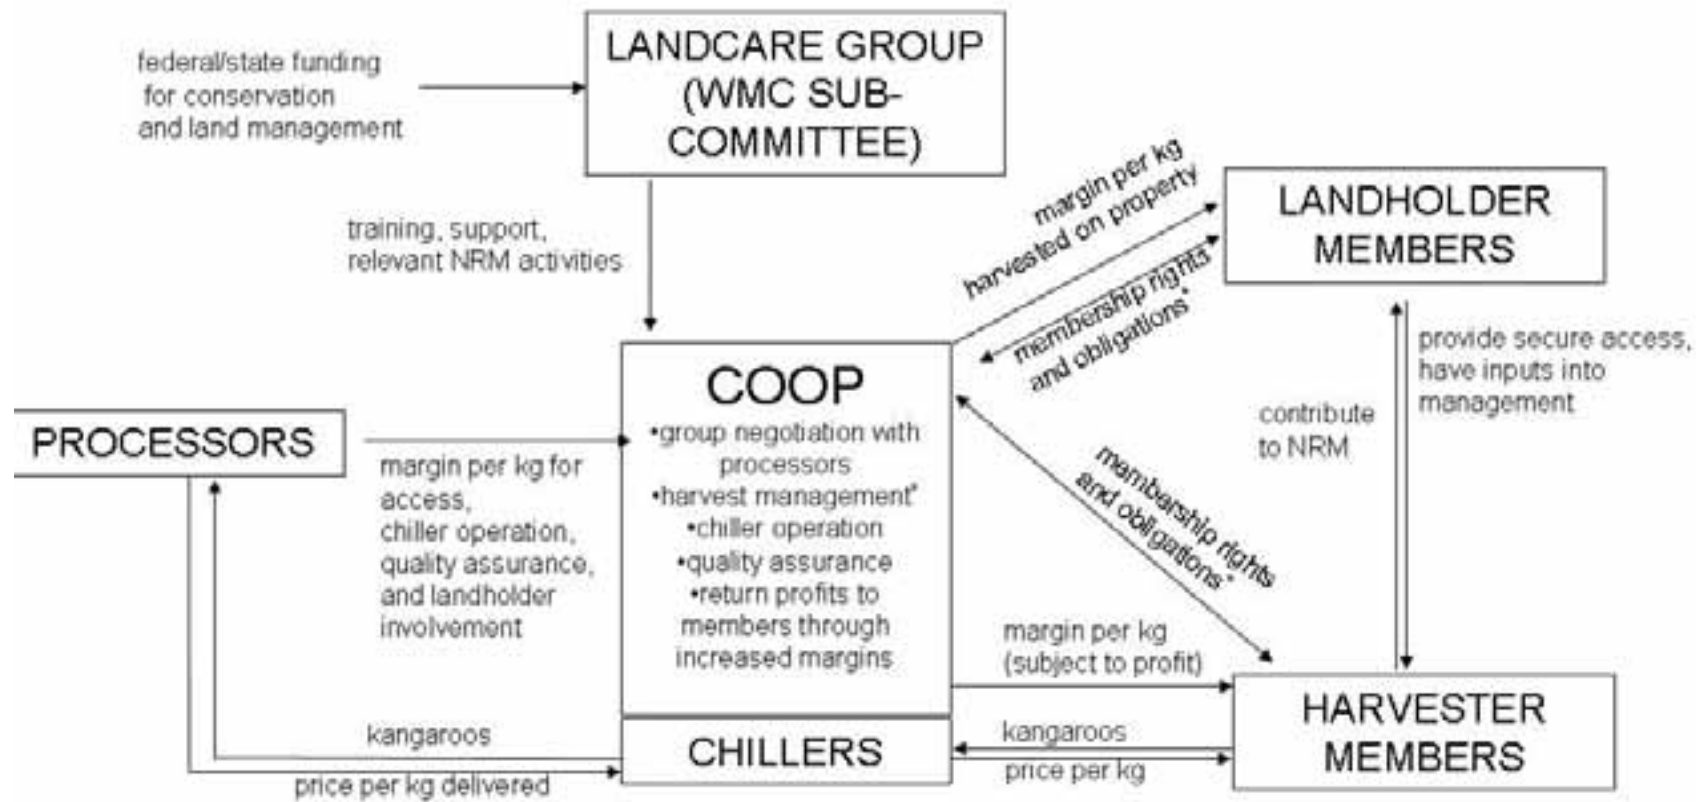 federal/state funding
for conservation
and land management
LANDCARE GROUP
(WMC SUB-
COMMITTEE)
training, support,
relevant NRM activities
margin per kg
harvested on property
membership rights
and obligations*
LANDHOLDER
MEMBERS
provide secure access,
have inputs into
management
contribute
to NRM
PROCESSORS
margin per kg for
access,
chiller operation,
quality assurance,
and landholder
involvement
COOP
•group negotiation with
processors
•harvest management*
•chiller operation
•quality assurance
•return profits to
members through
increased margins
membership rights
and obligations*
margin per kg
(subject to profit)
HARVESTER
MEMBERS
kangaroos
price per kg
CHILLERS
kangaroos
price per kg delivered